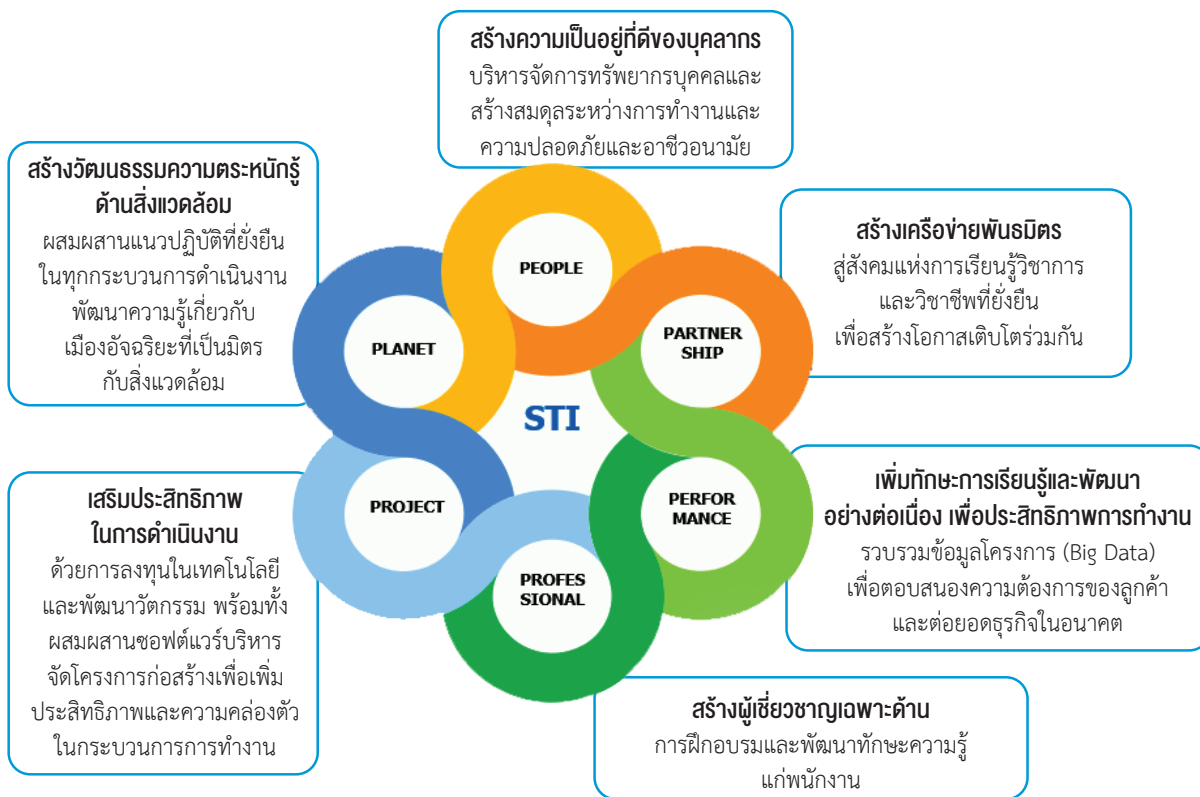 สร้างความเป็นอยู่ที่ดีของบุคลากร
บริหารจัดการทรัพยากรบุคคลและ
สร้างสมดุลระหว่างการทำงานและ
ความปลอดภัยและอาชีวอนามัย
สร้างวัฒนธรรมความตระหนักรู้
ด้านสิ่งแวดล้อม
ผสมผสานแนวปฏิบัติที่ยั่งยืน
ในทุกกระบวนการดำเนินงาน
พัฒนาความรู้เกี่ยวกับ
เมืองอัจฉริยะที่เป็นมิตร
กับสิ่งแวดล้อม
สร้างเครือข่ายพันธมิตร
สู่สังคมแห่งการเรียนรู้วิชาการ
และวิชาชีพที่ยั่งยืน
เพื่อสร้างโอกาสเติบโตร่วมกัน
PEOPLE
PLANET
PARTNER
SHIP
STI
PROJECT
PERFOR
MANCE
PROFES
SIONAL
เสริมประสิทธิภาพ
ในการดำเนินงาน
ด้วยการลงทุนในเทคโนโลยี
และพัฒนาวัตกรรม พร้อมทั้ง
ผสมผสานซอฟต์แวร์บริหาร
จัดโครงการก่อสร้างเพื่อเพิ่ม
ประสิทธิภาพและความคล่องตัว
ในกระบวนการการทำงาน
เพิ่มทักษะการเรียนรู้และพัฒนา
อย่างต่อเนื่อง เพื่อประสิทธิภาพการทำงาน
รวบรวมข้อมูลโครงการ (Big Data)
เพื่อตอบสนองความต้องการของลูกค้า
และต่อยอดธุรกิจในอนาคต
สร้างผู้เชี่ยวชาญเฉพาะด้าน
การฝึกอบรมและพัฒนาทักษะความรู้
แก่พนักงาน